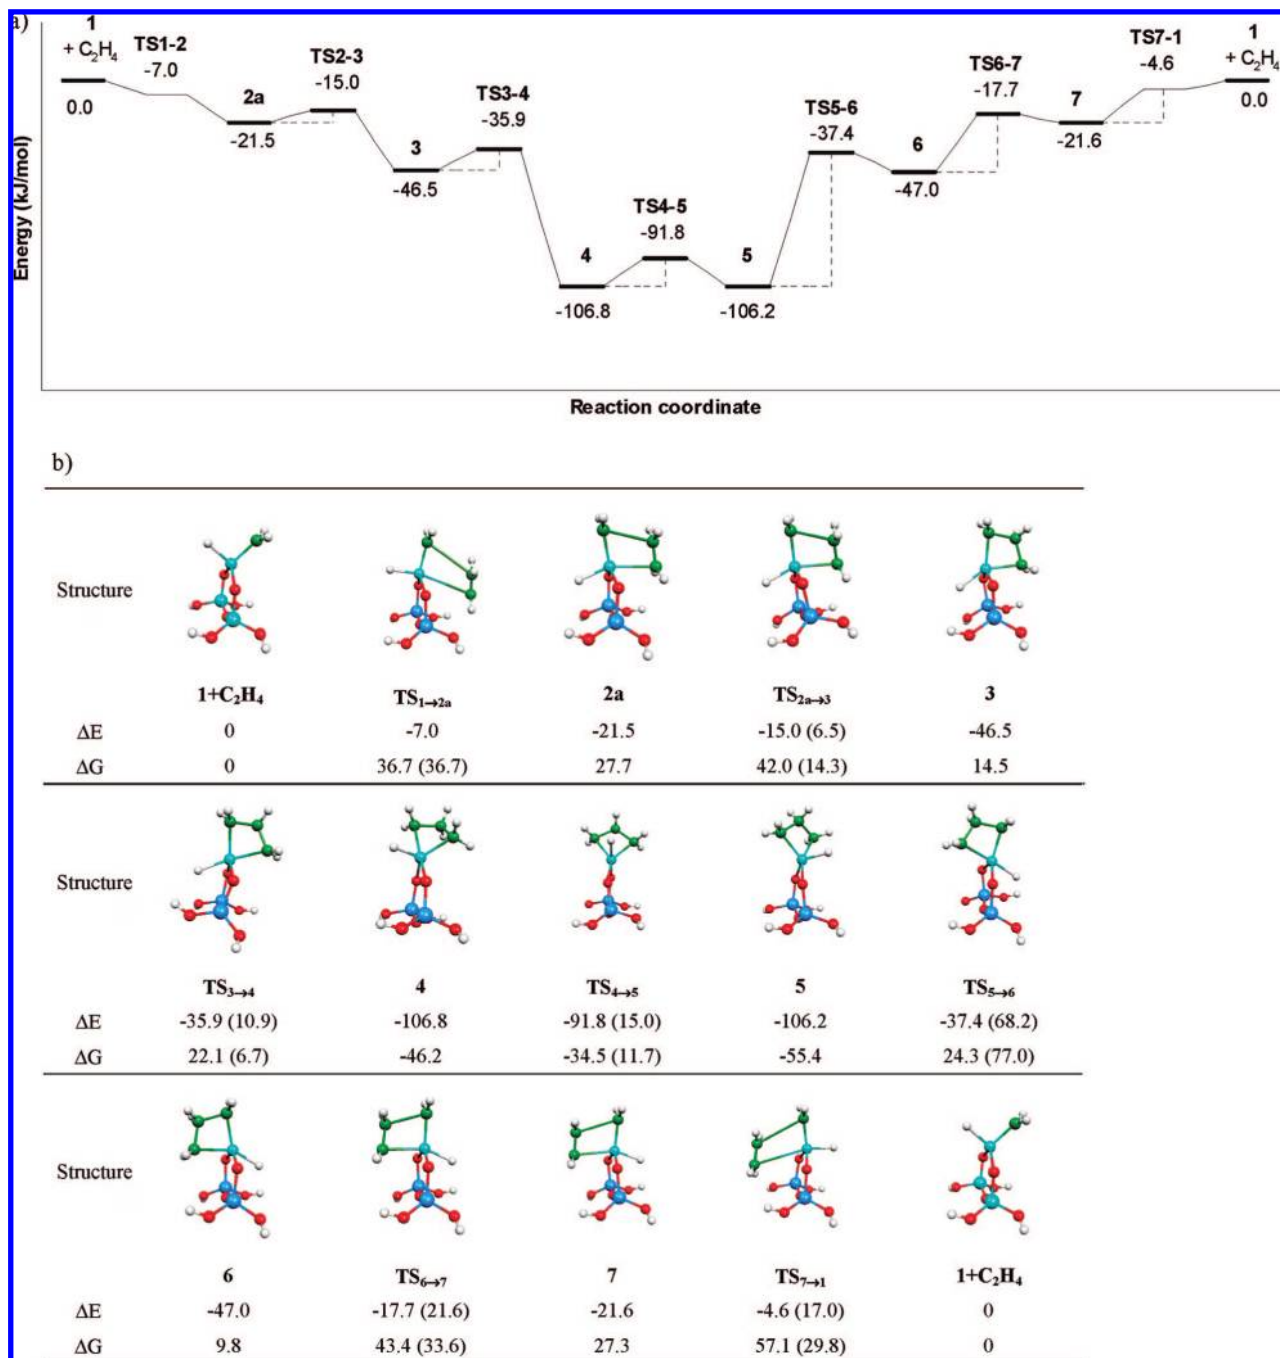 a)
1
+ C2H4
0.0
TS1-2
-7.0
2a
-21.5
TS2-3
-15.0
3
-46.5
TS3-4
-35.9
4
-106.8
TS4-5
-91.8
5
-106.2
TS5-6
-37.4
6
-47.0
TS6-7
-17.7
7
-21.6
TS7-1
-4.6
1
+ C2H4
0.0
Energy (kJ/mol)
Reaction coordinate
b)
Structure
1+C2H4 TS1→2a 2a TS2a→3 3
ΔE 0 -7.0 -21.5 -15.0 (6.5) -46.5
ΔG 0 36.7 (36.7) 27.7 42.0 (14.3) 14.5
Structure
TS3→4 4 TS4→5 5 TS5→6
ΔE -35.9 (10.9) -106.8 -91.8 (15.0) -106.2 -37.4 (68.2)
ΔG 22.1 (6.7) -46.2 -34.5 (11.7) -55.4 24.3 (77.0)
Structure
6 TS6→7 7 TS7→1 1+C2H4
ΔE -47.0 -17.7 (21.6) -21.6 -4.6 (17.0) 0
ΔG 9.8 43.4 (33.6) 27.3 57.1 (29.8) 0